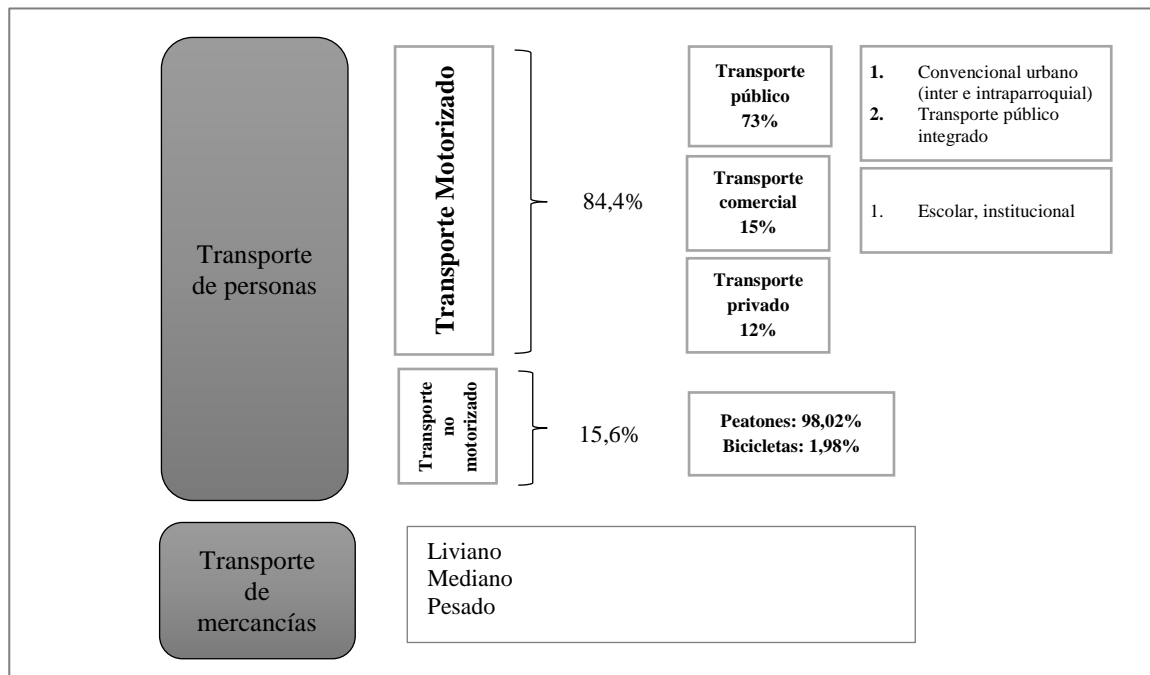 Transporte
de personas
Transporte Motorizado
84,4%
Transporte
público
73%
1. Convencional urbano
(inter e intraparroquial)
2. Transporte público
integrado
Transporte
comercial
15%
1. Escolar, institucional
Transporte
privado
12%
Transporte
no
motorizado
15,6%
Peatones: 98,02%
Bicicletas: 1,98%
Transporte
de
mercancías
Liviano
Mediano
Pesado